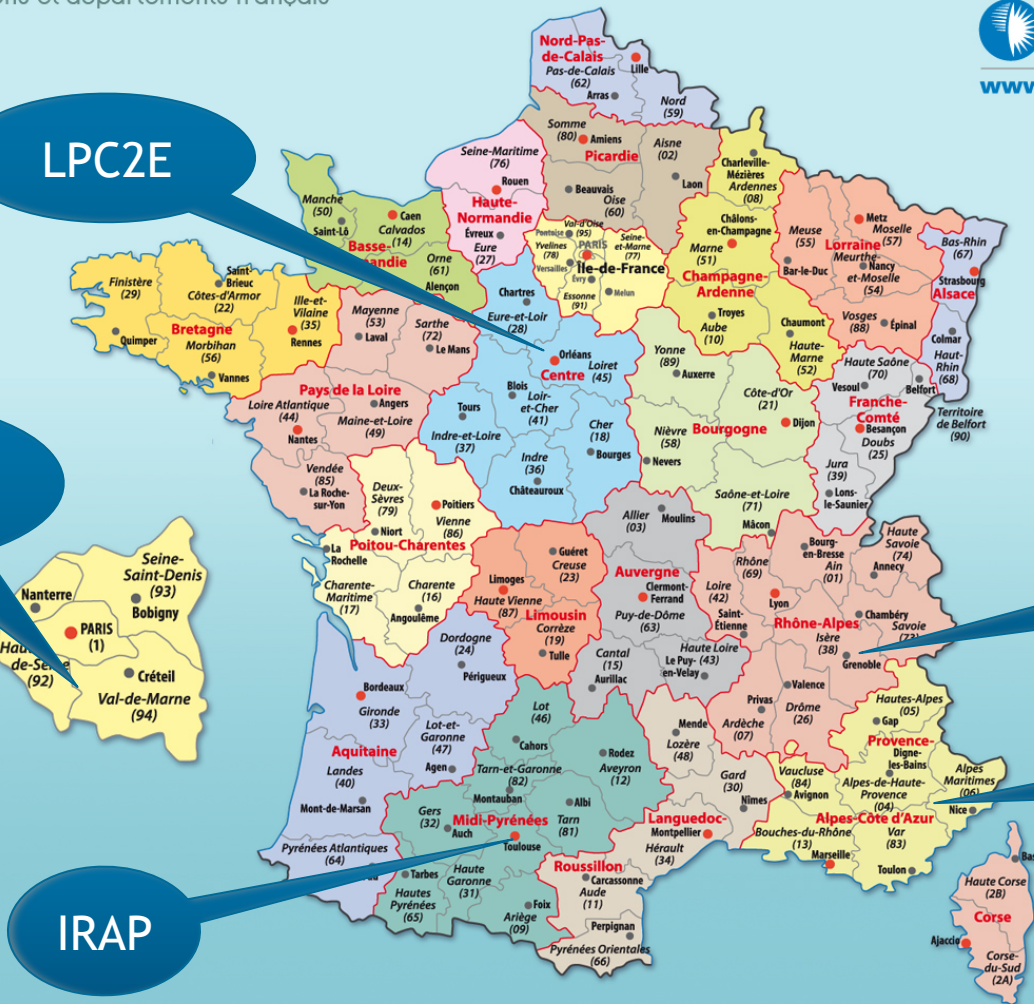 ons et départements français
www.
LPC2E
IRAP
Nord-Pas-
de-Calais
Pas-de-Calais
(62)
Lille
Arras
Nord
(59)
Somme
(80)
Amiens
Picardie
Aisne
(02)
Laon
Beauvais
Oise
(60)
Seine-Maritime
(76)
Rouen
Haute-
Normandie
Évreux
Eure
(27)
Manche
(50)
Saint-Lô
Caen
Calvados
(14)
Basse-
mandie
Orne
(61)
Alençon
Val-d'Oise
(95)
Pontoise
Yvelines
(78)
Versailles
PARIS
Seine-
et-Marne
(77)
Île-de-France
Évry
Essonne
(91)
Melun
Charleville-
Mézières
Ardennes
(08)
Châlons-
en-Champagne
Marne
(51)
Champagne-
Ardenne
Troyes
Aube
(10)
Chaumont
Haute-
Marne
(52)
Meuse
(55)
Bar-le-Duc
Metz
Moselle
(57)
Lorraine
Meurthe-
et-Moselle
(54)
Nancy
Vosges
(88)
Épinal
Bas-Rhin
(67)
Strasbourg
Alsace
Colmar
Haut-
Rhin
(68)
Finistère
(29)
Quimper
Saint-
Brieuc
Côtes-d'Armor
(22)
Bretagne
Morbihan
(56)
Vannes
Ille-et-
Vilaine
(35)
Rennes
Mayenne
(53)
Laval
Sarthe
(72)
Le Mans
Pays de la Loire
Loire Atlantique
(44)
Nantes
Angers
Maine-et-Loire
(49)
Vendée
(85)
La Roche-
sur-Yon
Chartres
Eure-et-Loir
(28)
Orléans
Loiret
(45)
Centre
Blois
Loir-
et-Cher
(41)
Tours
Indre-et-Loire
(37)
Cher
(18)
Bourges
Indre
(36)
Châteauroux
Yonne
(89)
Auxerre
Côte-d'Or
(21)
Dijon
Bourgogne
Nièvre
(58)
Nevers
Saône-et-Loire
(71)
Mâcon
Haute Saône
(70)
Vesoul
Belfort
Franche-
Comté
Besançon
Doubs
(25)
Jura
(39)
Lons-
le-Saunier
Territoire
de Belfort
(90)
Deux-
Sèvres
(79)
Niort
Poitiers
Vienne
(86)
Poitou-Charentes
La
Rochelle
Charente-
Maritime
(17)
Charente
(16)
Angoulême
Guéret
Creuse
(23)
Limoges
Haute Vienne
(87)
Limousin
Corrèze
(19)
Tulle
Allier
(03)
Moulins
Auvergne
Clermont-
Ferrand
Puy-de-Dôme
(63)
Cantal
(15)
Aurillac
Haute Loire
(43)
Le Puy-
en-Velay
Rhône
(69)
Loire
(42)
Saint-
Étienne
Lyon
Bourg-
en-Bresse
Ain
(01)
Haute
Savoie
(74)
Annecy
Rhône-Alpes
Chambéry
Savoie
(73)
Isère
(38)
Grenoble
Valence
Privas
Ardèche
(07)
Drôme
(26)
Dordogne
(24)
Périgueux
Bordeaux
Gironde
(33)
Aquitaine
Lot-et-
Garonne
(47)
Agen
Landes
(40)
Mont-de-Marsan
Pyrénées Atlantiques
(64)
Lot
(46)
Cahors
Rodez
Aveyron
(12)
Tarn-et-Garonne
(82)
Montauban
Albi
Tarn
(81)
Gers
(32)
Auch
Midi-Pyrénées
Toulouse
Tarbes
Hautes
Pyrénées
(65)
Haute
Garonne
(31)
Foix
Ariège
(09)
Mende
Lozère
(48)
Gard
(30)
Nîmes
Languedoc-
Montpellier
Hérault
(34)
Roussillon
Carcassonne
Aude
(11)
Perpignan
Pyrénées Orientales
(66)
Hautes-Alpes
(05)
Gap
Provence-
Digne-
les-Bains
Vaucluse
(84)
Avignon
Alpes-de-Haute-
Provence
(04)
Alpes
Maritimes
(06)
Nice
Alpes-Côte d'Azur
Bouches-du-Rhône
(13)
Marseille
Var
(83)
Toulon
Bas
Haute Corse
(2B)
Corse
Ajaccio
Corse-
du-Sud
(2A)
Seine-
Saint-Denis
(93)
Bobigny
Nanterre
PARIS
(1)
Hauts-
de-Seine
(92)
Créteil
Val-de-Marne
(94)